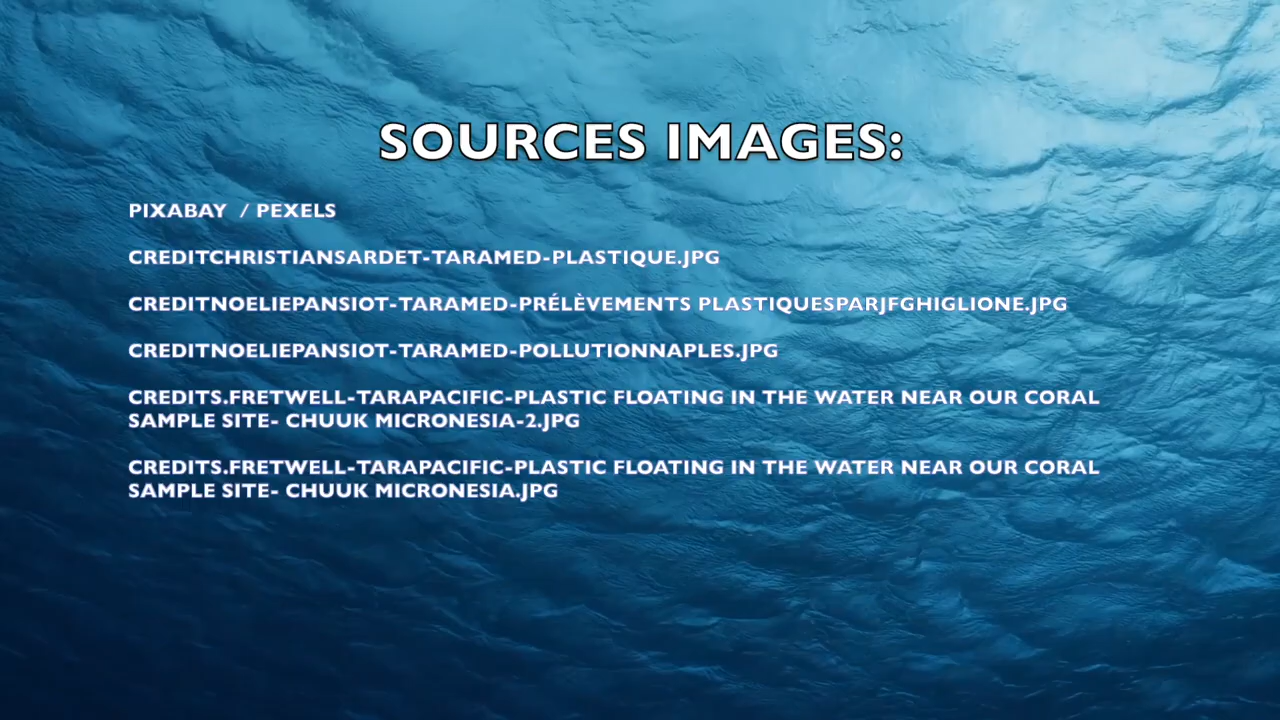 SOURCES IMAGES:
PIXABAY / PEXELS
CREDITCHRISTIANSARDET-TARAMED-PLASTIQUE.JPG
CREDITNOELIEPANSIOT-TARAMED-PRÉLÈVEMENTS PLASTIQUESPARJFGHIGLIONE.JPG
CREDITNOELIEPANSIOT-TARAMED-POLLUTIONNAPLES.JPG
CREDITS.FRETWELL-TARAPACIFIC-PLASTIC FLOATING IN THE WATER NEAR OUR CORAL
SAMPLE SITE- CHUUK MICRONESIA-2.JPG
CREDITS.FRETWELL-TARAPACIFIC-PLASTIC FLOATING IN THE WATER NEAR OUR CORAL
SAMPLE SITE- CHUUK MICRONESIA.JPG